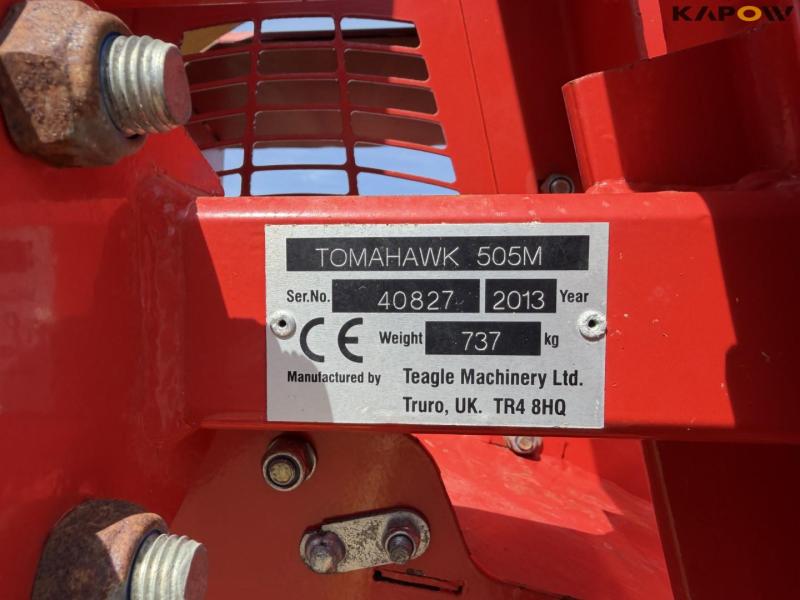 KAPOW
TOMAHAWK 505M
Ser.No. 40827 2013 Year
CE Weight 737 kg
Manufactured by Teagle Machinery Ltd.
Truro, UK. TR4 8HQ